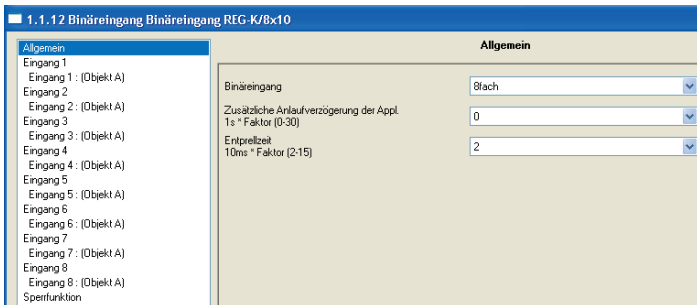 1.1.12 Binäreingang Binäreingang REG-K/8x10
Allgemein
Eingang 1
Eingang 1 : (Objekt A)
Eingang 2
Eingang 2 : (Objekt A)
Eingang 3
Eingang 3 : (Objekt A)
Eingang 4
Eingang 4 : (Objekt A)
Eingang 5
Eingang 5 : (Objekt A)
Eingang 6
Eingang 6 : (Objekt A)
Eingang 7
Eingang 7 : (Objekt A)
Eingang 8
Eingang 8 : (Objekt A)
Sperrfunktion
Allgemein
Binäreingang
8fach
Zusätzliche Anlaufverzögerung der Appl.
1s * Faktor (0-30)
0
Entprellzeit
10ms * Faktor (2-15)
2